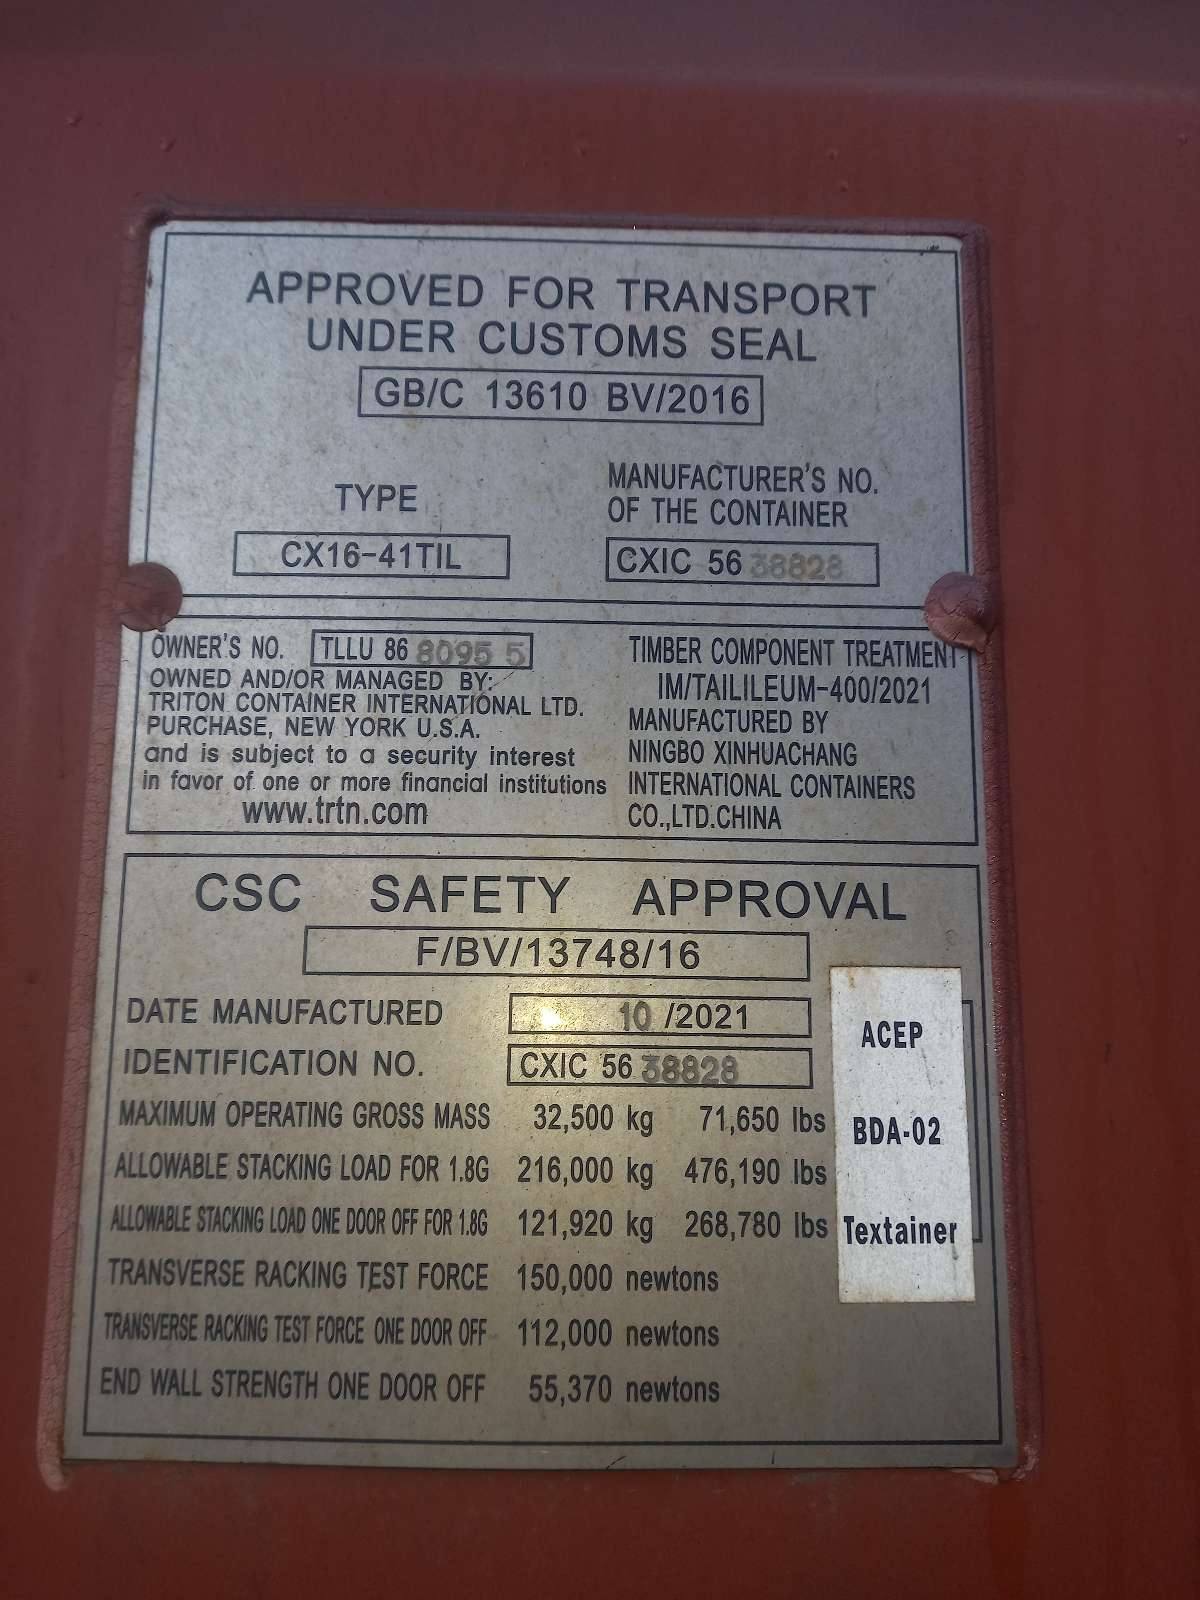 APPROVED FOR TRANSPORT
UNDER CUSTOMS SEAL
GB/C 13610 BV/2016
TYPE
CX16-41TIL
MANUFACTURER'S NO.
OF THE CONTAINER
CXIC 56 38828
OWNER'S NO. TLLU 86 8095 5
OWNED AND/OR MANAGED BY:
TRITON CONTAINER INTERNATIONAL LTD.
PURCHASE, NEW YORK U.S.A.
and is subject to a security interest
in favor of one or more financial institutions
www.trtn.com
TIMBER COMPONENT TREATMENT
IM/TAILILEUM-400/2021
MANUFACTURED BY
NINGBO XINHUACHANG
INTERNATIONAL CONTAINERS
CO.,LTD.CHINA
CSC SAFETY APPROVAL
F/BV/13748/16
DATE MANUFACTURED 10 /2021
IDENTIFICATION NO. CXIC 56 38828
MAXIMUM OPERATING GROSS MASS 32,500 kg 71,650 lbs
ALLOWABLE STACKING LOAD FOR 1.8G 216,000 kg 476,190 lbs
ALLOWABLE STACKING LOAD ONE DOOR OFF FOR 1.8G 121,920 kg 268,780 lbs
TRANSVERSE RACKING TEST FORCE 150,000 newtons
TRANSVERSE RACKING TEST FORCE ONE DOOR OFF 112,000 newtons
END WALL STRENGTH ONE DOOR OFF 55,370 newtons
ACEP
BDA-02
Textainer